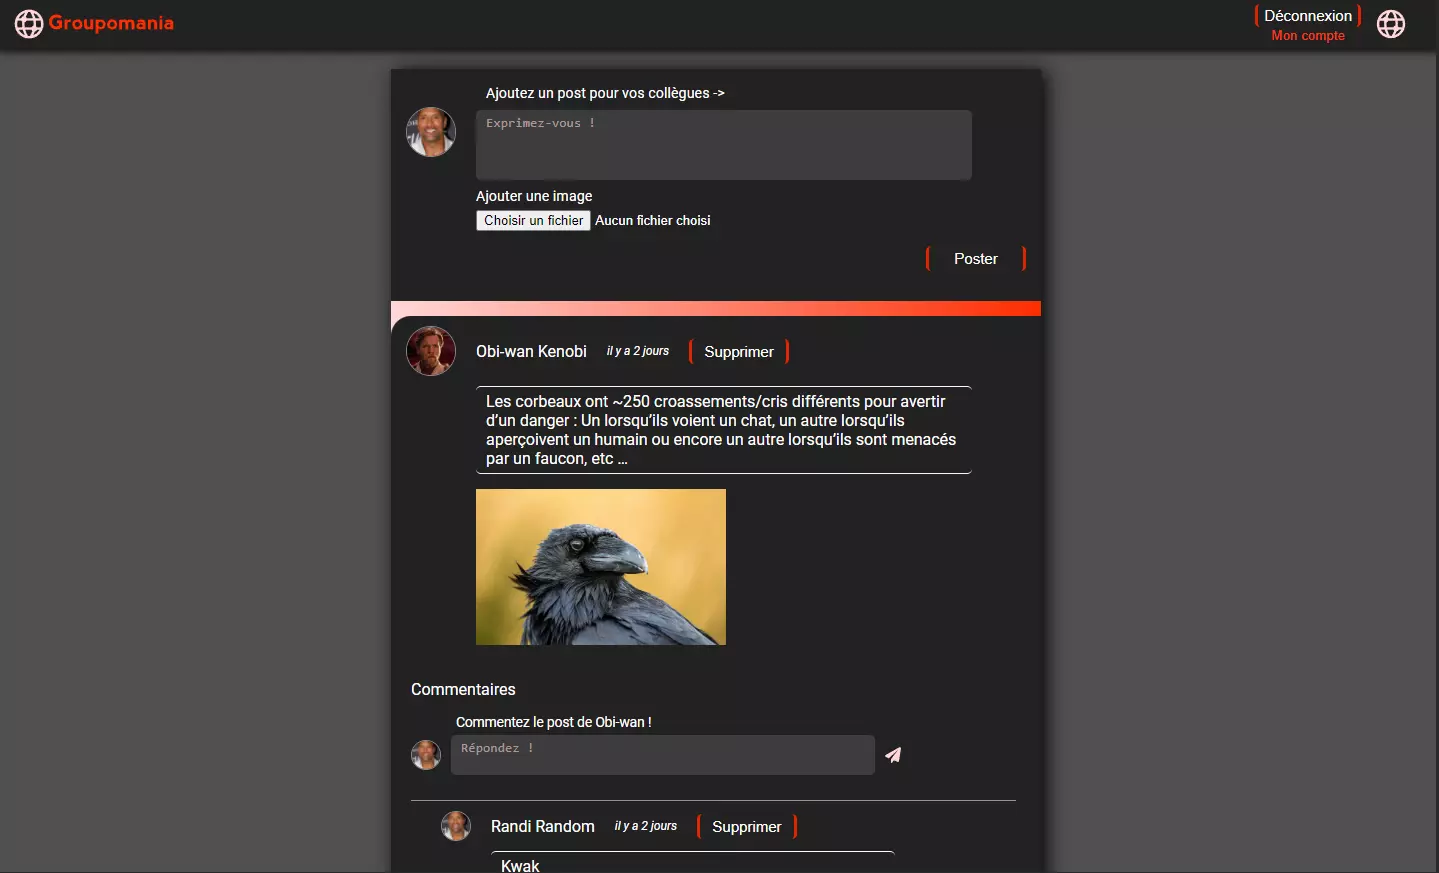 Groupomania
Déconnexion
Mon compte
Ajoutez un post pour vos collègues ->
Exprimez-vous !
Ajouter une image
Choisir un fichier Aucun fichier choisi
Poster
Obi-wan Kenobi il y a 2 jours Supprimer
Les corbeaux ont ~250 croassements/cris différents pour avertir
d’un danger : Un lorsqu’ils voient un chat, un autre lorsqu’ils
aperçoivent un humain ou encore un autre lorsqu’ils sont menacés
par un faucon, etc ...
Commentaires
Commentez le post de Obi-wan !
Répondez !
Randi Random il y a 2 jours Supprimer
Kwak